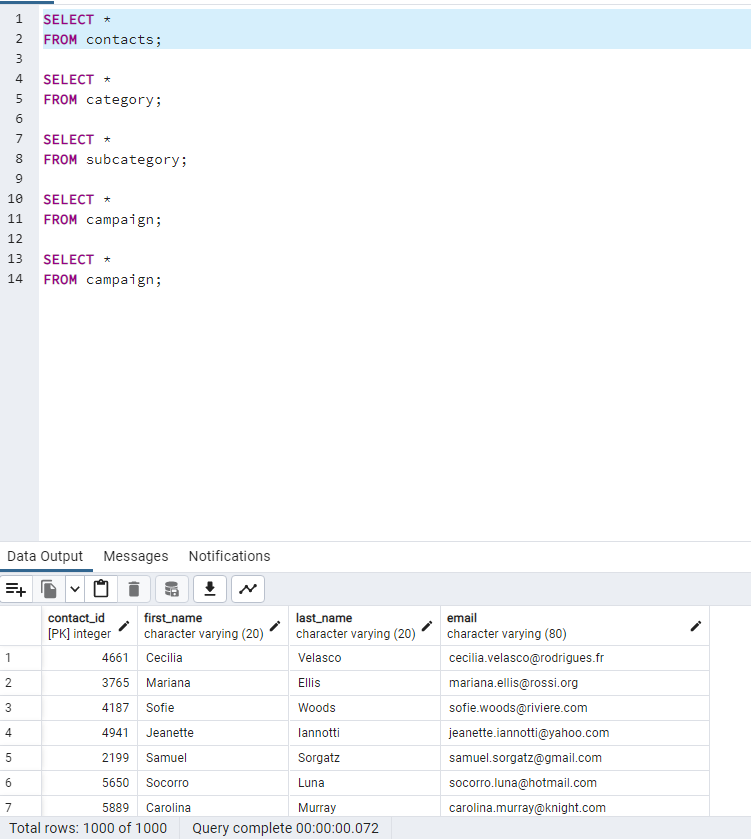 1 SELECT *
2 FROM contacts;
3
4 SELECT *
5 FROM category;
6
7 SELECT *
8 FROM subcategory;
9
10 SELECT *
11 FROM campaign;
12
13 SELECT *
14 FROM campaign;
Data Output Messages Notifications
contact_id first_name last_name email
[PK] integer character varying (20) character varying (20) character varying (80)
1 4661 Cecilia Velasco cecilia.velasco@rodrigues.fr
2 3765 Mariana Ellis mariana.ellis@rossi.org
3 4187 Sofie Woods sofie.woods@riviere.com
4 4941 Jeanette Iannotti jeanette.iannotti@yahoo.com
5 2199 Samuel Sorgatz samuel.sorgatz@gmail.com
6 5650 Socorro Luna socorro.luna@hotmail.com
7 5889 Carolina Murray carolina.murray@knight.com
Total rows: 1000 of 1000 Query complete 00:00:00.072